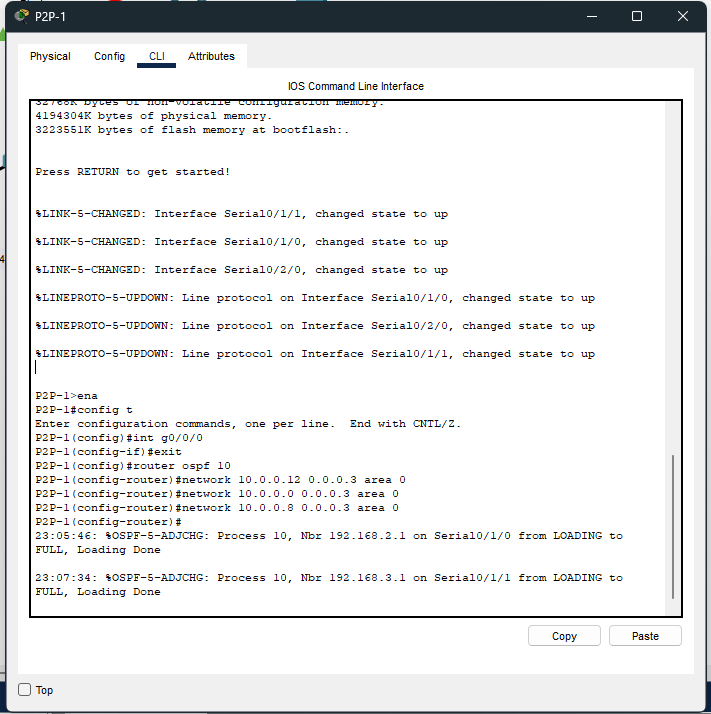 P2P-1
Physical Config CLI Attributes
IOS Command Line Interface
32768K bytes of non-volatile configuration memory.
4194304K bytes of physical memory.
3223551K bytes of flash memory at bootflash:.
Press RETURN to get started!
%LINK-5-CHANGED: Interface Serial0/1/1, changed state to up
%LINK-5-CHANGED: Interface Serial0/1/0, changed state to up
%LINK-5-CHANGED: Interface Serial0/2/0, changed state to up
%LINEPROTO-5-UPDOWN: Line protocol on Interface Serial0/1/0, changed state to up
%LINEPROTO-5-UPDOWN: Line protocol on Interface Serial0/2/0, changed state to up
%LINEPROTO-5-UPDOWN: Line protocol on Interface Serial0/1/1, changed state to up
P2P-1>ena
P2P-1#config t
Enter configuration commands, one per line.  End with CNTL/Z.
P2P-1(config)#int g0/0/0
P2P-1(config-if)#exit
P2P-1(config)#router ospf 10
P2P-1(config-router)#network 10.0.0.12 0.0.0.3 area 0
P2P-1(config-router)#network 10.0.0.0 0.0.0.3 area 0
P2P-1(config-router)#network 10.0.0.8 0.0.0.3 area 0
P2P-1(config-router)#
23:05:46: %OSPF-5-ADJCHG: Process 10, Nbr 192.168.2.1 on Serial0/1/0 from LOADING to
FULL, Loading Done
23:07:34: %OSPF-5-ADJCHG: Process 10, Nbr 192.168.3.1 on Serial0/1/1 from LOADING to
FULL, Loading Done
Copy Paste
Top
4